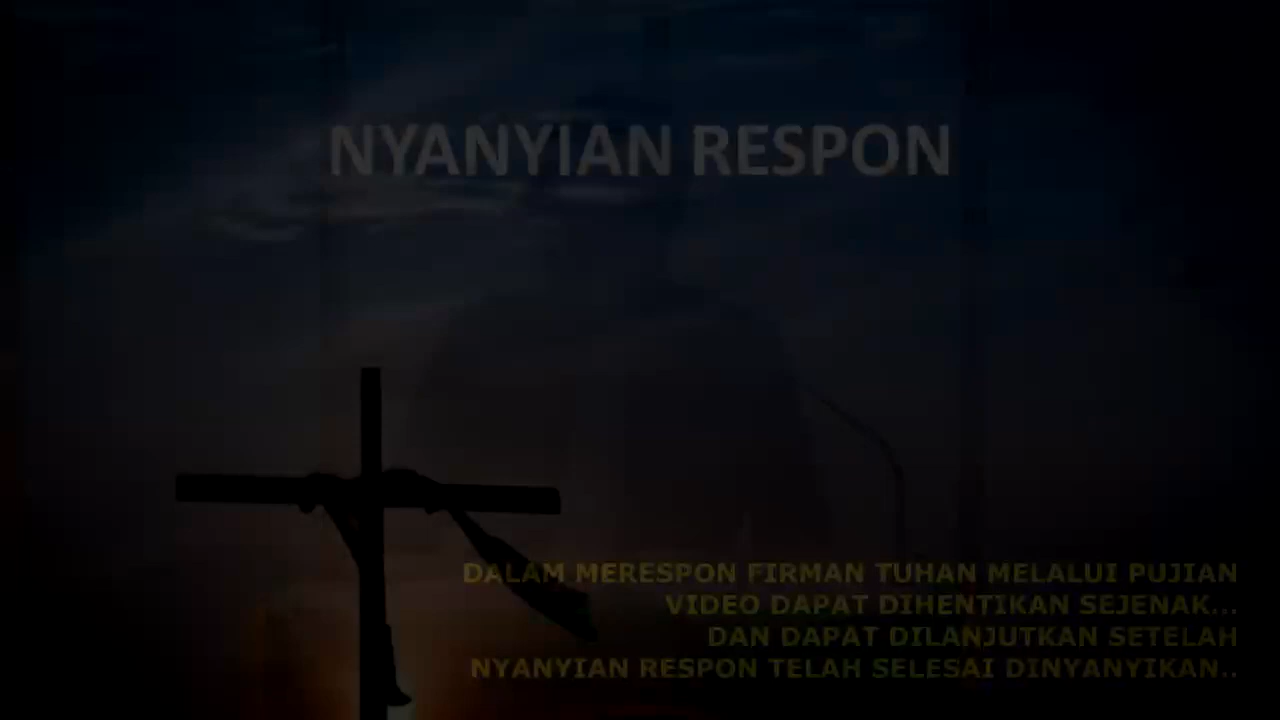 NYANYIAN RESPON
DALAM MERESPON FIRMAN TUHAN MELALUI PUJIAN
VIDEO DAPAT DIHENTIKAN SEJENAK...
DAN DAPAT DILANJUTKAN SETELAH
NYANYIAN RESPON TELAH SELESAI DINYANYIKAN..